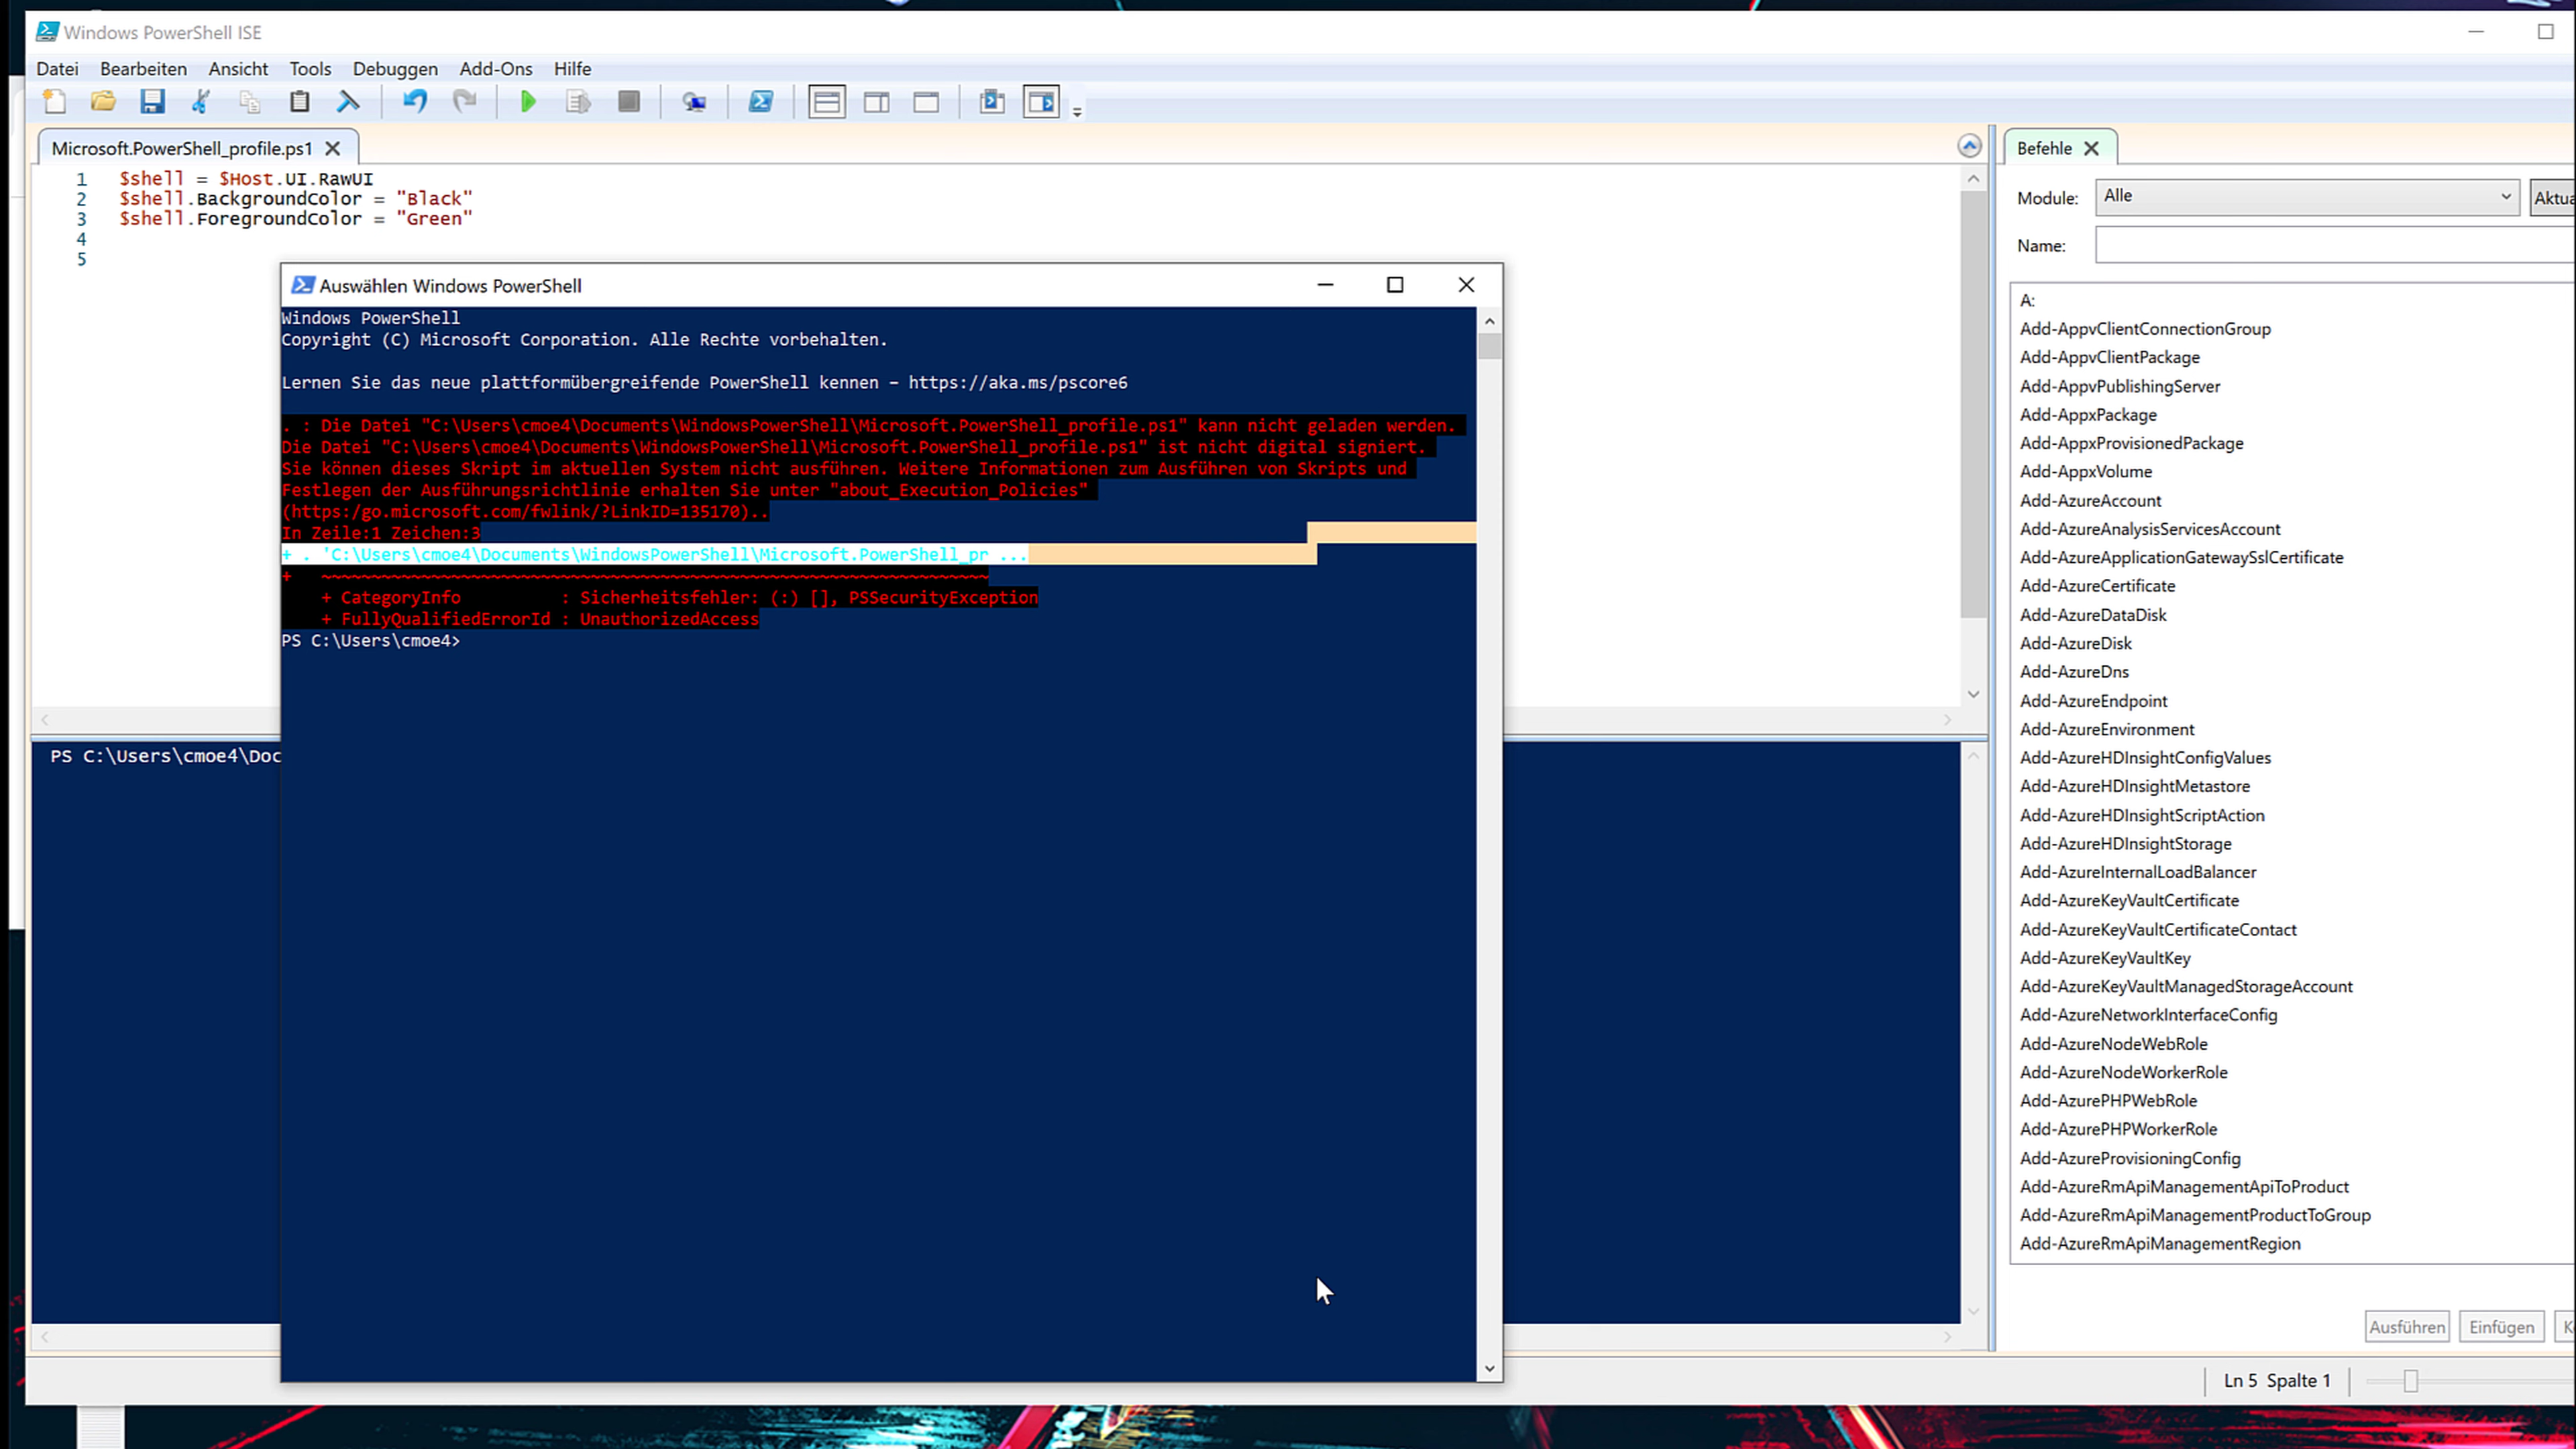 Windows PowerShell ISE
Datei Bearbeiten Ansicht Tools Debuggen Add-Ons Hilfe
Microsoft.PowerShell_profile.ps1
1 $shell = $Host.UI.RawUI
2 $shell.BackgroundColor = "Black"
3 $shell.ForegroundColor = "Green"
4
5
Auswählen Windows PowerShell
Windows PowerShell
Copyright (C) Microsoft Corporation. Alle Rechte vorbehalten.
Lernen Sie das neue plattformübergreifende PowerShell kennen – https://aka.ms/pscore6
. : Die Datei "C:\Users\cmoe4\Documents\WindowsPowerShell\Microsoft.PowerShell_profile.ps1" kann nicht geladen werden.
Die Datei "C:\Users\cmoe4\Documents\WindowsPowerShell\Microsoft.PowerShell_profile.ps1" ist nicht digital signiert.
Sie können dieses Skript im aktuellen System nicht ausführen. Weitere Informationen zum Ausführen von Skripts und
Festlegen der Ausführungsrichtlinie erhalten Sie unter "about_Execution_Policies"
(https:/go.microsoft.com/fwlink/?LinkID=135170)..
In Zeile:1 Zeichen:3
+ . 'C:\Users\cmoe4\Documents\WindowsPowerShell\Microsoft.PowerShell_pr ...
+ ~~~~~~~~~~~~~~~~~~~~~~~~~~~~~~~~~~~~~~~~~~~~~~~~~~~~~~~~~~~~~~~~~~~
+ CategoryInfo : Sicherheitsfehler: (:) [], PSSecurityException
+ FullyQualifiedErrorId : UnauthorizedAccess
PS C:\Users\cmoe4>
PS C:\Users\cmoe4\Doc
Befehle
Module: Alle Aktua
Name:
A:
Add-AppvClientConnectionGroup
Add-AppvClientPackage
Add-AppvPublishingServer
Add-AppxPackage
Add-AppxProvisionedPackage
Add-AppxVolume
Add-AzureAccount
Add-AzureAnalysisServicesAccount
Add-AzureApplicationGatewaySslCertificate
Add-AzureCertificate
Add-AzureDataDisk
Add-AzureDisk
Add-AzureDns
Add-AzureEndpoint
Add-AzureEnvironment
Add-AzureHDInsightConfigValues
Add-AzureHDInsightMetastore
Add-AzureHDInsightScriptAction
Add-AzureHDInsightStorage
Add-AzureInternalLoadBalancer
Add-AzureKeyVaultCertificate
Add-AzureKeyVaultCertificateContact
Add-AzureKeyVaultKey
Add-AzureKeyVaultManagedStorageAccount
Add-AzureNetworkInterfaceConfig
Add-AzureNodeWebRole
Add-AzureNodeWorkerRole
Add-AzurePHPWebRole
Add-AzurePHPWorkerRole
Add-AzureProvisioningConfig
Add-AzureRmApiManagementApiToProduct
Add-AzureRmApiManagementProductToGroup
Add-AzureRmApiManagementRegion
Ausführen Einfügen K
Ln 5 Spalte 1